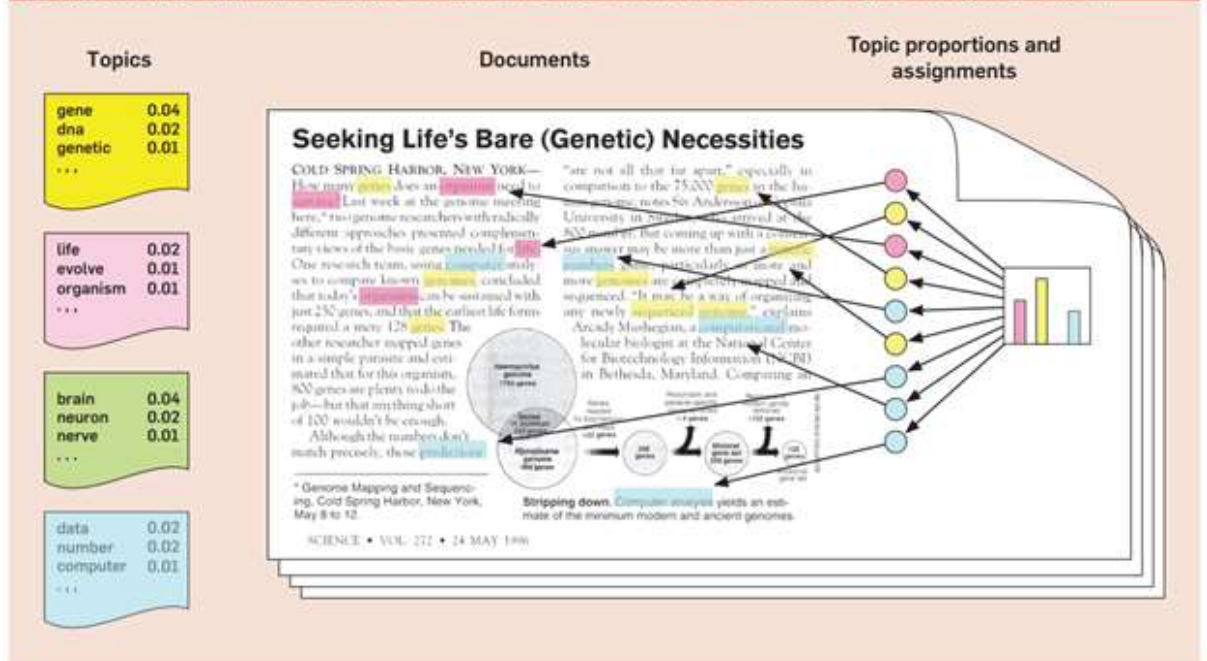 Topics
gene 0.04
dna 0.02
genetic 0.01
...
life 0.02
evolve 0.01
organism 0.01
...
brain 0.04
neuron 0.02
nerve 0.01
...
data 0.02
number 0.02
computer 0.01
...
Documents
Seeking Life's Bare (Genetic) Necessities
COLD SPRING HARBOR, NEW YORK—
How many genes does an organism need to
survive? Last week at the genome meeting
here,* two genome researchers with radically
different approaches presented complemen-
tary views of the basic genes needed for life.
One research team, using computer analy-
ses to compare known genomes, concluded
that today's organisms can be sustained with
just 250 genes, and that the earliest life forms
required a mere 128 genes. The
other researcher mapped genes
in a simple parasite and esti-
mated that for this organism,
800 genes are plenty to do the
job—but that anything short
of 100 wouldn't be enough.
Although the numbers don't
match precisely, those predictions
* Genome Mapping and Sequenc-
ing, Cold Spring Harbor, New York,
May 8 to 12.
"are not all that far apart," especially in
comparison to the 75,000 genes in the hu-
man genome, notes Siv Andersson
University in arrived at the
800 number. But coming up with a
sus answer may be more than just a
numbers particularly as more and
more genomes are completely mapped and
sequenced. "It may be a way of organizing
any newly sequenced genome," explains
Arcady Mushegian, a computational mo-
lecular biologist at the National Center
for Biotechnology Information (NCBI)
in Bethesda, Maryland. Comparing an
Haemophilus
genome
1703 genes
Mycoplasma
genome
genes
genes
Minimal
gene set
genes
genes
Stripping down. Computer analysis yields an esti-
mate of the minimum modern and ancient genomes.
SCIENCE • VOL. 272 • 24 MAY 1996
Topic proportions and
assignments